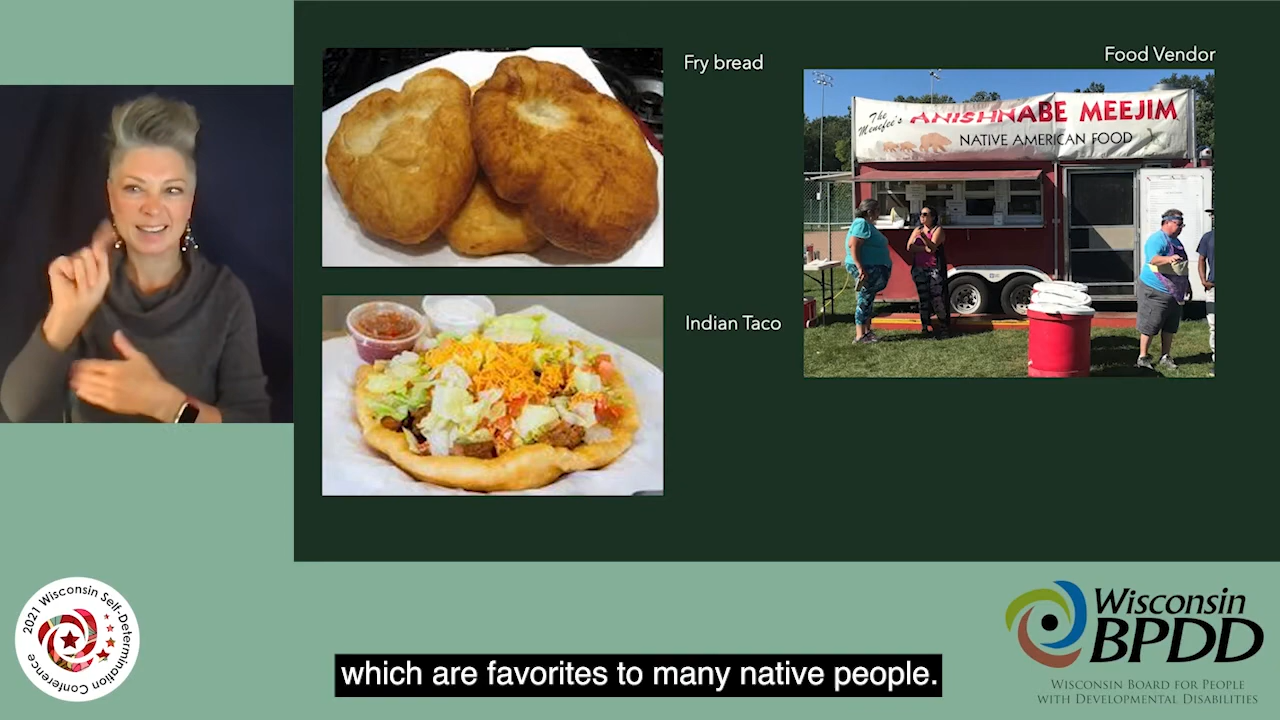 Fry bread
Food Vendor
The Menefee's
ANISHNABE MEEJIM
NATIVE AMERICAN FOOD
Indian Taco
2021 Wisconsin Self-Determination Conference
which are favorites to many native people.
Wisconsin
BPDD
WISCONSIN BOARD FOR PEOPLE
WITH DEVELOPMENTAL DISABILITIES